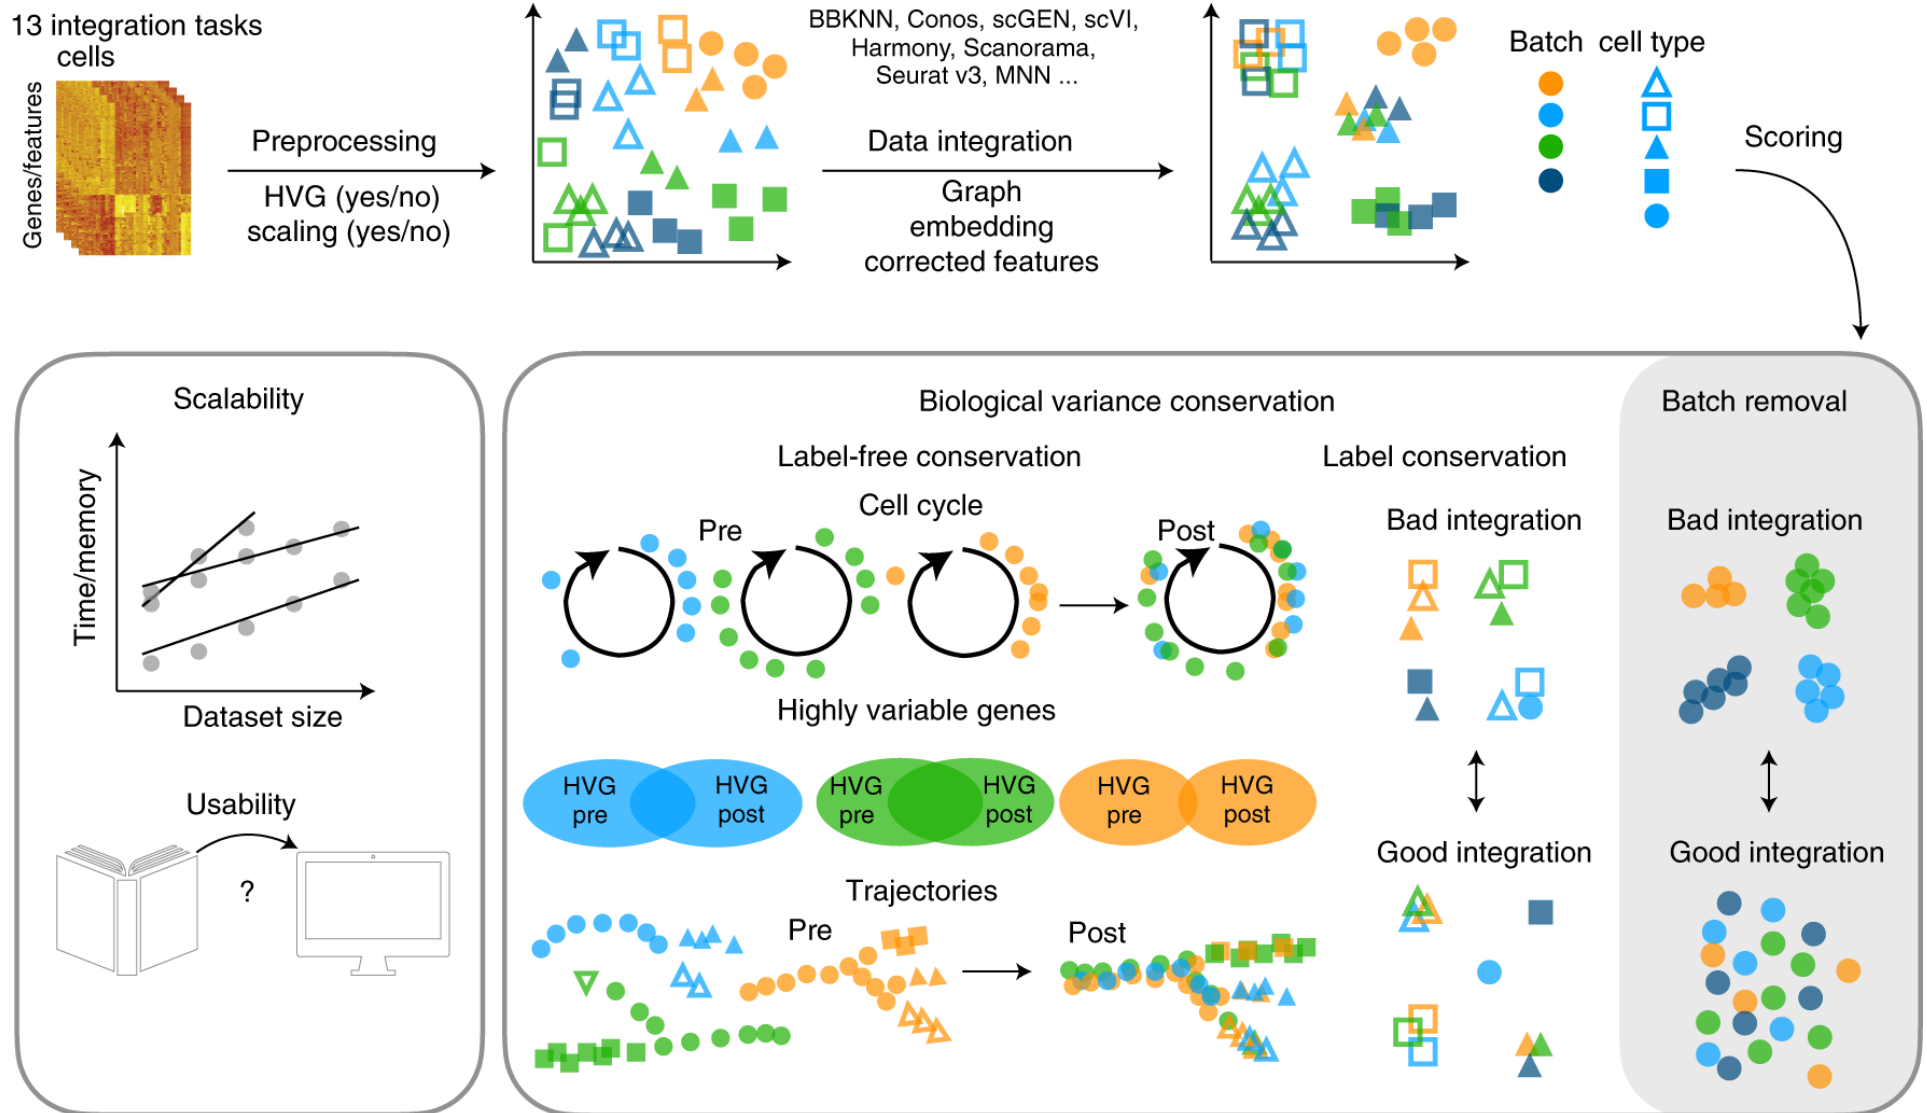 13 integration tasks
cells
Genes/features
Preprocessing
HVG (yes/no)
scaling (yes/no)
BBKNN, Conos, scGEN, scVI,
Harmony, Scanorama,
Seurat v3, MNN ...
Data integration
Graph
embedding
corrected features
Batch cell type
Scoring
Scalability
Time/memory
Dataset size
Usability
?
Biological variance conservation
Label-free conservation
Cell cycle
Pre
Post
Highly variable genes
HVG
pre
HVG
post
HVG
pre
HVG
post
HVG
pre
HVG
post
Trajectories
Pre
Post
Label conservation
Bad integration
Good integration
Batch removal
Bad integration
Good integration